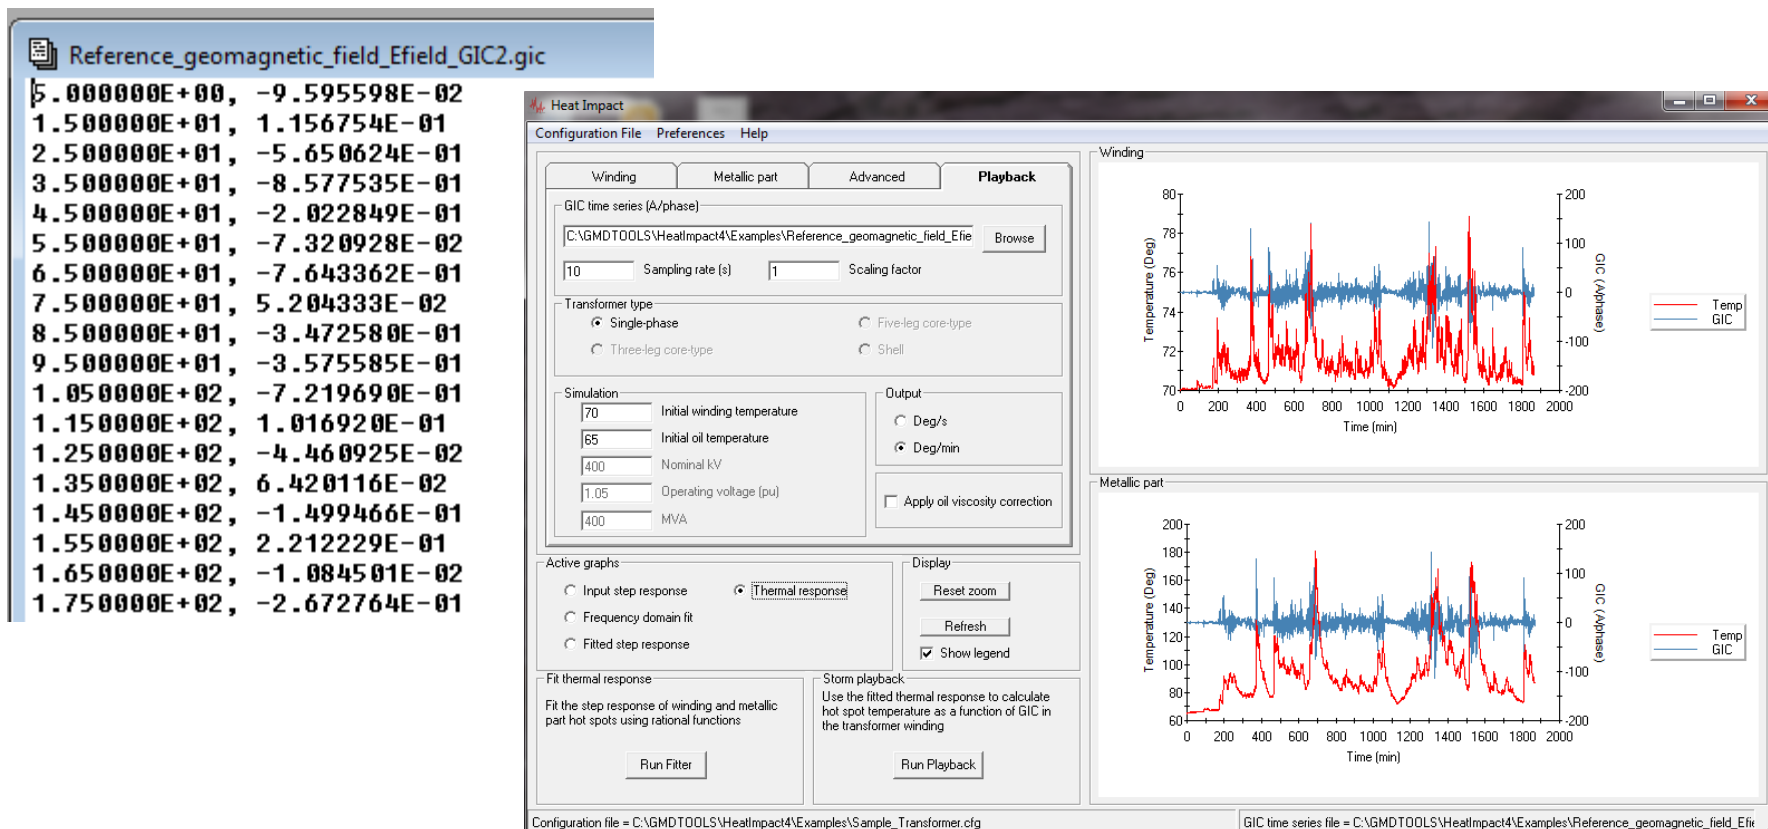 Reference_geomagnetic_field_Efield_GIC2.gic
5.000000E+00, -9.595598E-02
1.500000E+01, 1.156754E-01
2.500000E+01, -5.650624E-01
3.500000E+01, -8.577535E-01
4.500000E+01, -2.022849E-01
5.500000E+01, -7.320928E-02
6.500000E+01, -7.643362E-01
7.500000E+01, 5.204333E-02
8.500000E+01, -3.472580E-01
9.500000E+01, -3.575585E-01
1.050000E+02, -7.219690E-01
1.150000E+02, 1.016920E-01
1.250000E+02, -4.460925E-02
1.350000E+02, 6.420116E-02
1.450000E+02, -1.499466E-01
1.550000E+02, 2.212229E-01
1.650000E+02, -1.084501E-02
1.750000E+02, -2.672764E-01
Heat Impact
Configuration File Preferences Help
Winding Metallic part Advanced Playback
GIC time series (A/phase)
C:\GMDTOOLS\HeatImpact4\Examples\Reference_geomagnetic_field_Efie Browse
10 Sampling rate (s) 1 Scaling factor
Transformer type
Single-phase Five-leg core-type
Three-leg core-type Shell
Simulation
70 Initial winding temperature
65 Initial oil temperature
400 Nominal kV
1.05 Operating voltage (pu)
400 MVA
Output
Deg/s
Deg/min
Apply oil viscosity correction
Active graphs
Input step response Thermal response
Frequency domain fit
Fitted step response
Display
Reset zoom
Refresh
Show legend
Fit thermal response
Fit the step response of winding and metallic
part hot spots using rational functions
Run Fitter
Storm playback
Use the fitted thermal response to calculate
hot spot temperature as a function of GIC in
the transformer winding
Run Playback
Winding
80
78
76
74
72
70
Temperature (Deg)
200
100
0
-100
-200
GIC (A/phase)
0 200 400 600 800 1000 1200 1400 1600 1800 2000
Time (min)
Temp
GIC
Metallic part
200
180
160
140
120
100
80
60
Temperature (Deg)
200
100
0
-100
-200
GIC (A/phase)
0 200 400 600 800 1000 1200 1400 1600 1800 2000
Time (min)
Temp
GIC
Configuration file = C:\GMDTOOLS\HeatImpact4\Examples\Sample_Transformer.cfg
GIC time series file = C:\GMDTOOLS\HeatImpact4\Examples\Reference_geomagnetic_field_Efie